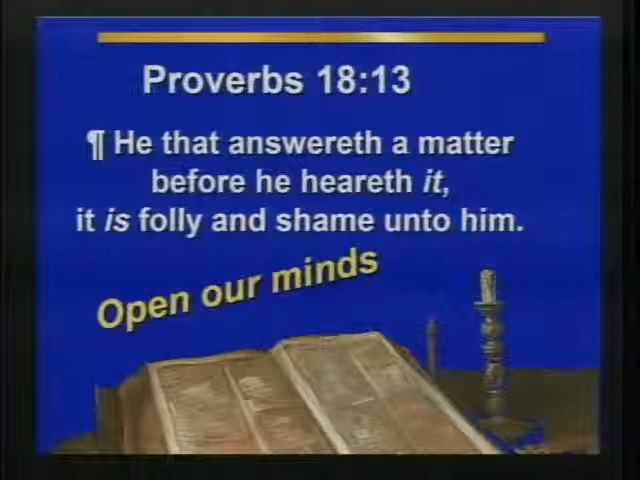 Proverbs 18:13
¶ He that answereth a matter
before he heareth it,
it is folly and shame unto him.
Open our minds